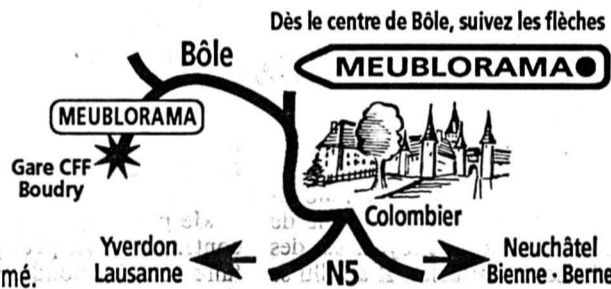 Dès le centre de Bôle, suivez les flèches
Bôle
MEUBLORAMA
MEUBLORAMA
Gare CFF
Boudry
Colombier
Yverdon
Lausanne
N5
Neuchâtel
Bienne · Berne
rmé.